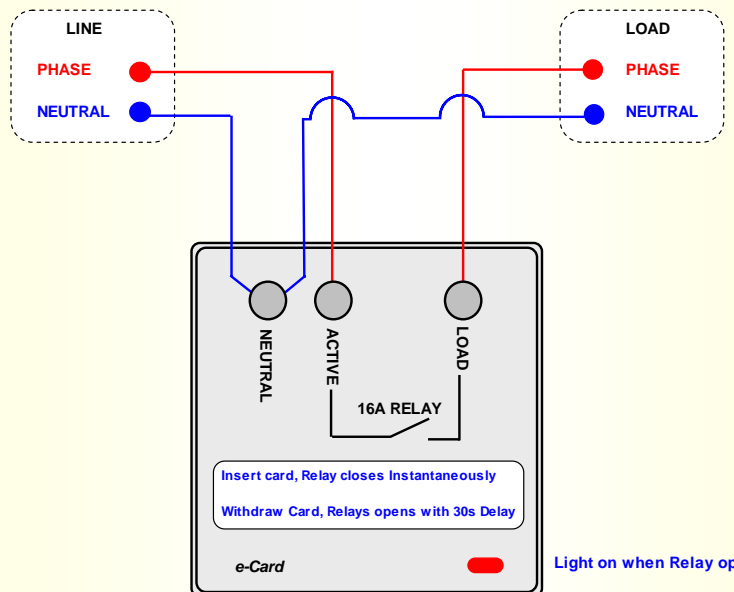 LINE
PHASE
NEUTRAL
LOAD
PHASE
NEUTRAL
NEUTRAL
ACTIVE
LOAD
16A RELAY
Insert card, Relay closes Instantaneously
Withdraw Card, Relays opens with 30s Delay
e-Card
Light on when Relay op